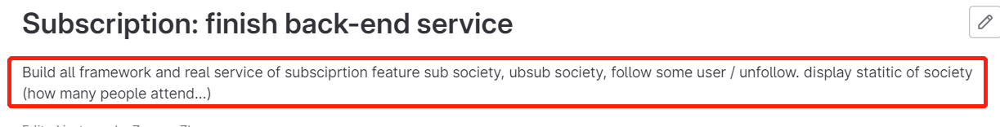 Subscription: finish back-end service
Build all framework and real service of subsciprtion feature sub society, ubsub society, follow some user / unfollow. display statitic of society
(how many people attend...)